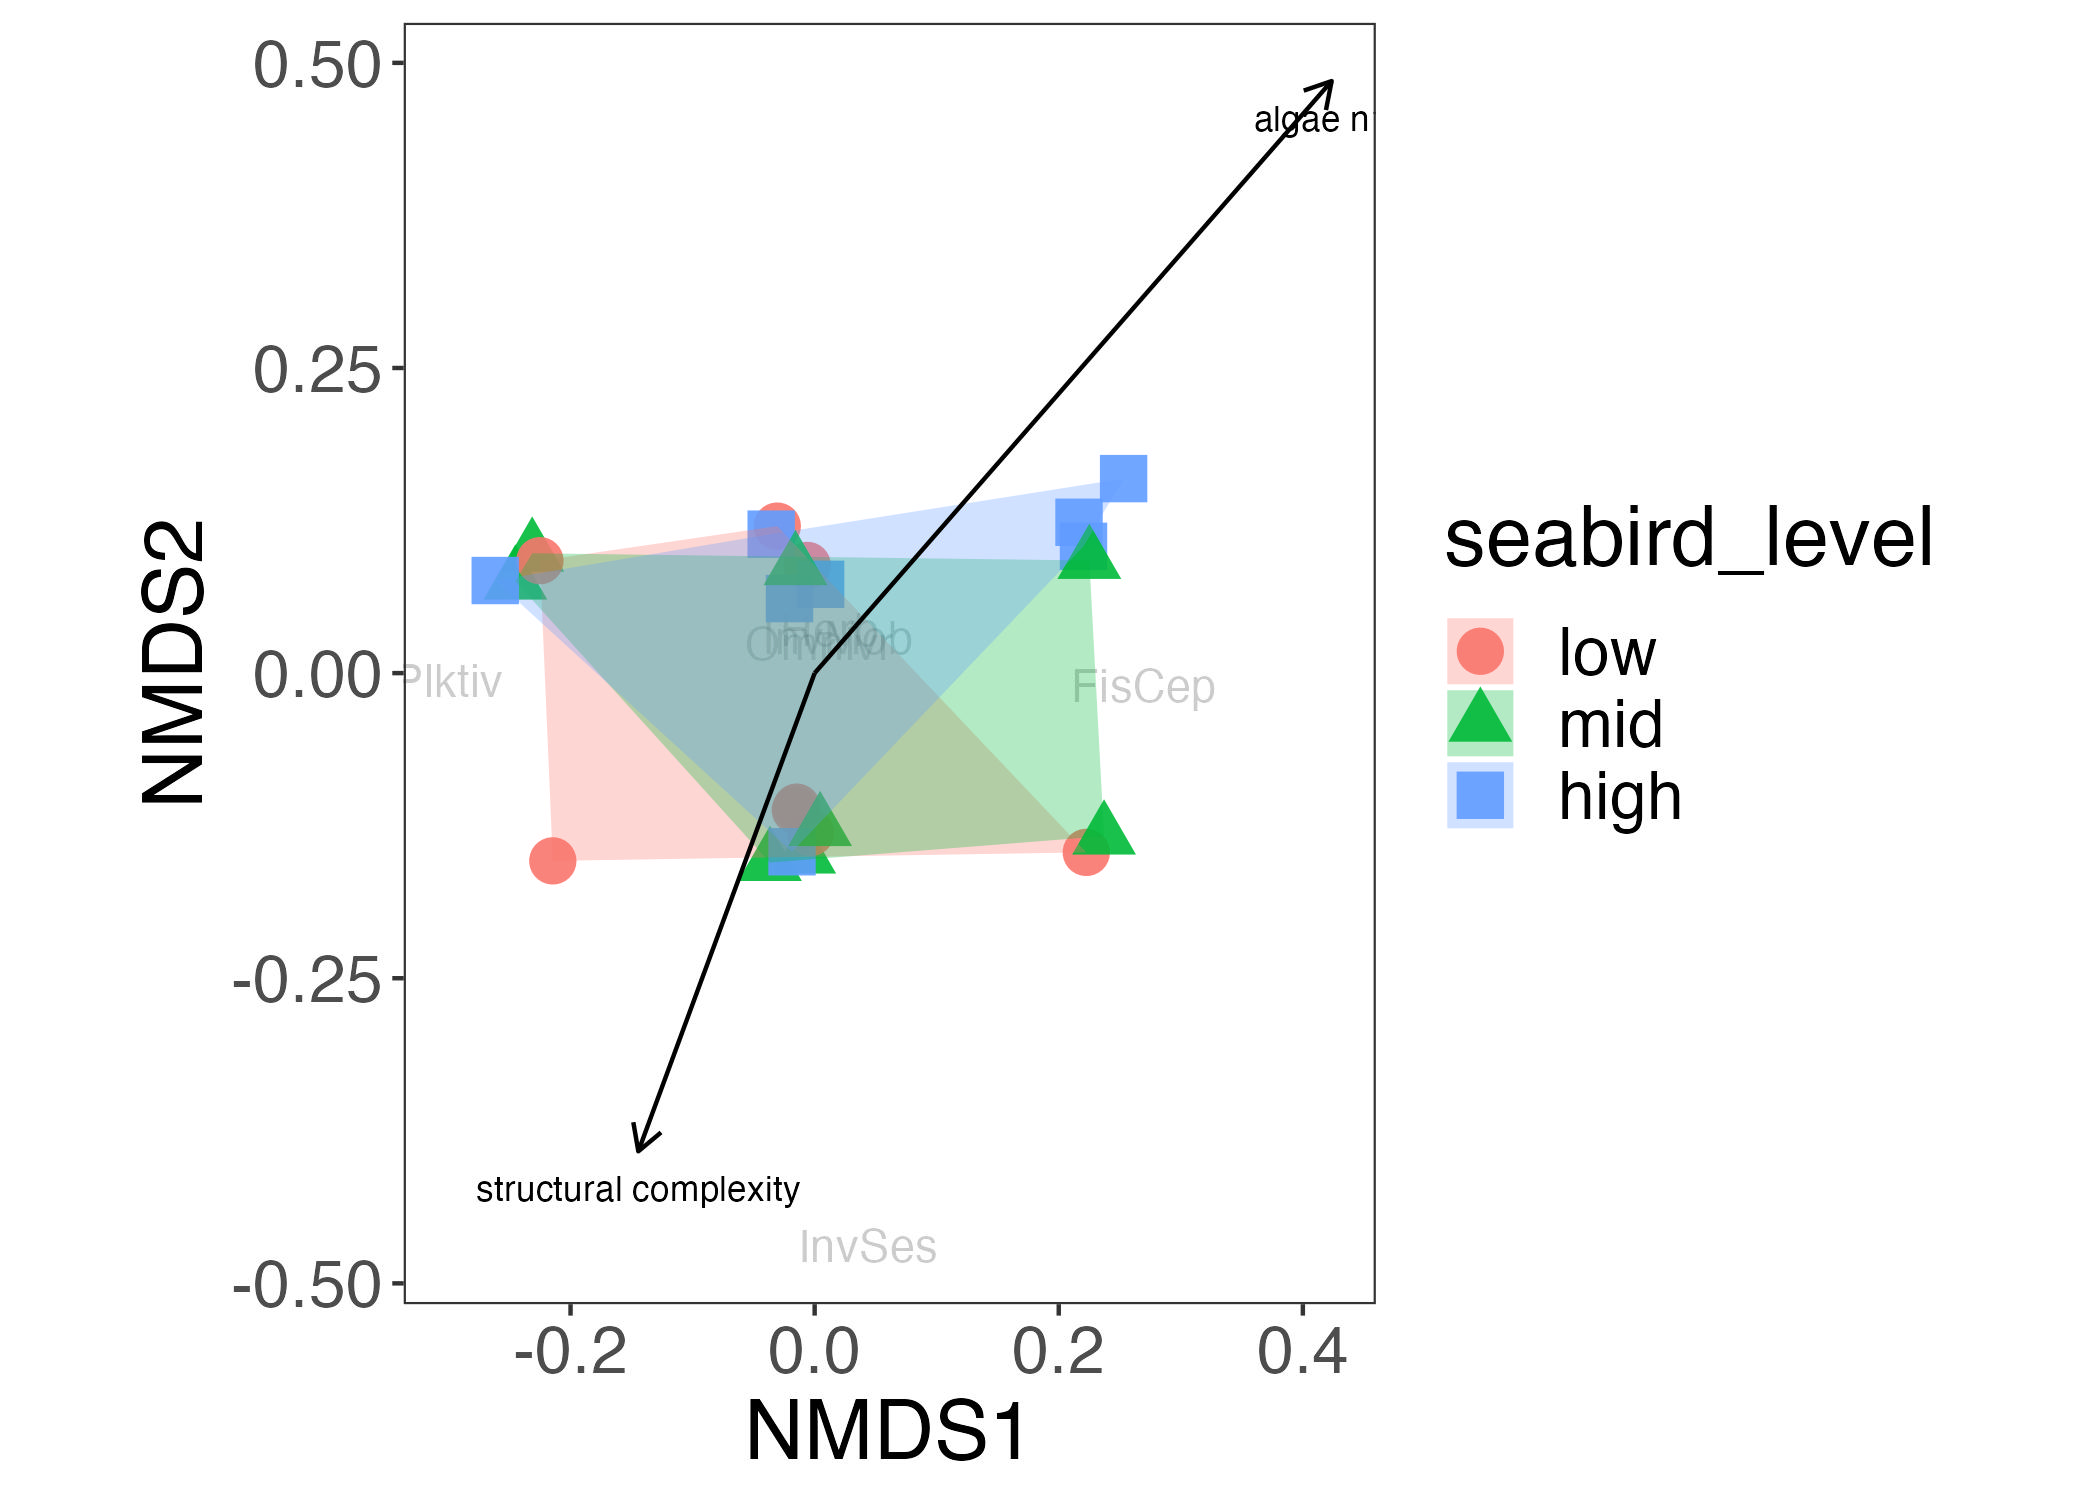 0.50
0.25
0.00
-0.25
-0.50
NMDS2
algae n
Plktiv
FisCep
structural complexity
InvSes
-0.2
0.0
0.2
0.4
NMDS1
seabird_level
low
mid
high